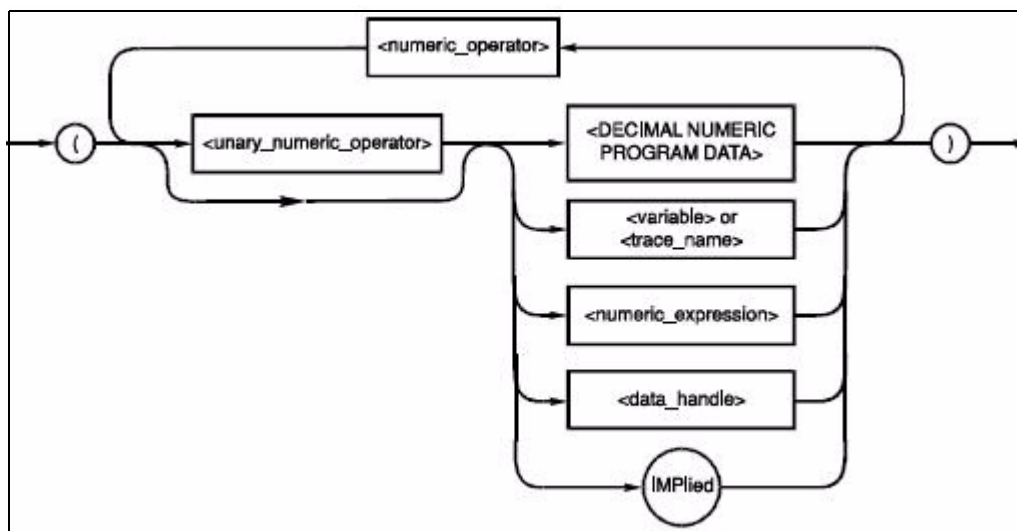 <numeric_operator>
(
<unary_numeric_operator>
<DECIMAL NUMERIC
PROGRAM DATA>
)
<variable> or
<trace_name>
<numeric_expression>
<data_handle>
IMPlied